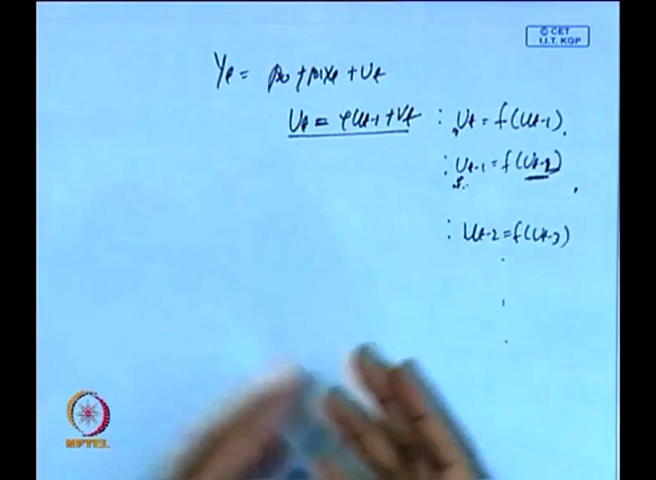 © CET
I.I.T. KGP
Yt = β0 + β1Xt + Ut
Ut = ρUt-1 + Vt : Ut = f(Ut-1)
: Ut-1 = f(Ut-2)
: Ut-2 = f(Ut-3)
NPTEL